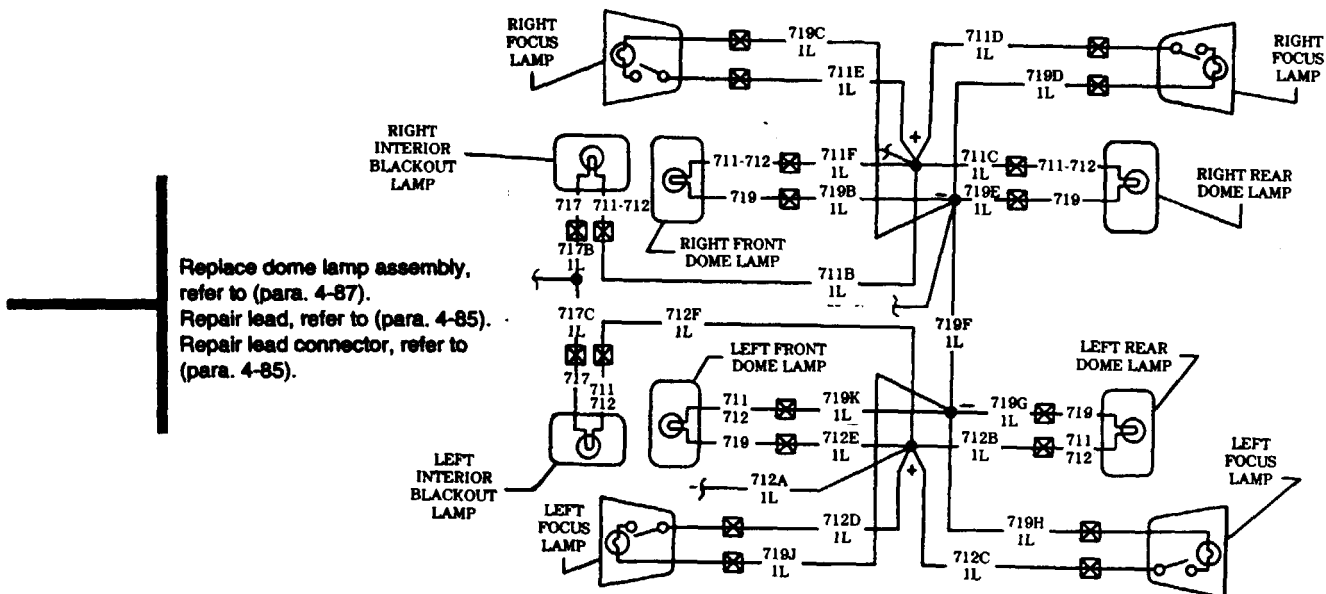 RIGHT
FOCUS
LAMP
719C
1L
711D
1L
RIGHT
FOCUS
LAMP
711E
1L
719D
1L
+
RIGHT
INTERIOR
BLACKOUT
LAMP
711-712
711F
1L
711C
1L
711-712
RIGHT REAR
DOME LAMP
717
711-712
719
719B
1L
-
719E
1L
719
RIGHT FRONT
DOME LAMP
717B
1L
711B
1L
Replace dome lamp assembly,
refer to (para. 4-87).
Repair lead, refer to (para. 4-85).
Repair lead connector, refer to
(para. 4-85).
717C
1L
712F
1L
719F
1L
LEFT FRONT
DOME LAMP
LEFT REAR
DOME LAMP
717
711
712
711
712
719K
1L
-
719G
1L
719
719
712E
1L
712B
1L
711
712
+
LEFT
INTERIOR
BLACKOUT
LAMP
712A
1L
LEFT
FOCUS
LAMP
LEFT
FOCUS
LAMP
712D
1L
719H
1L
719J
1L
712C
1L